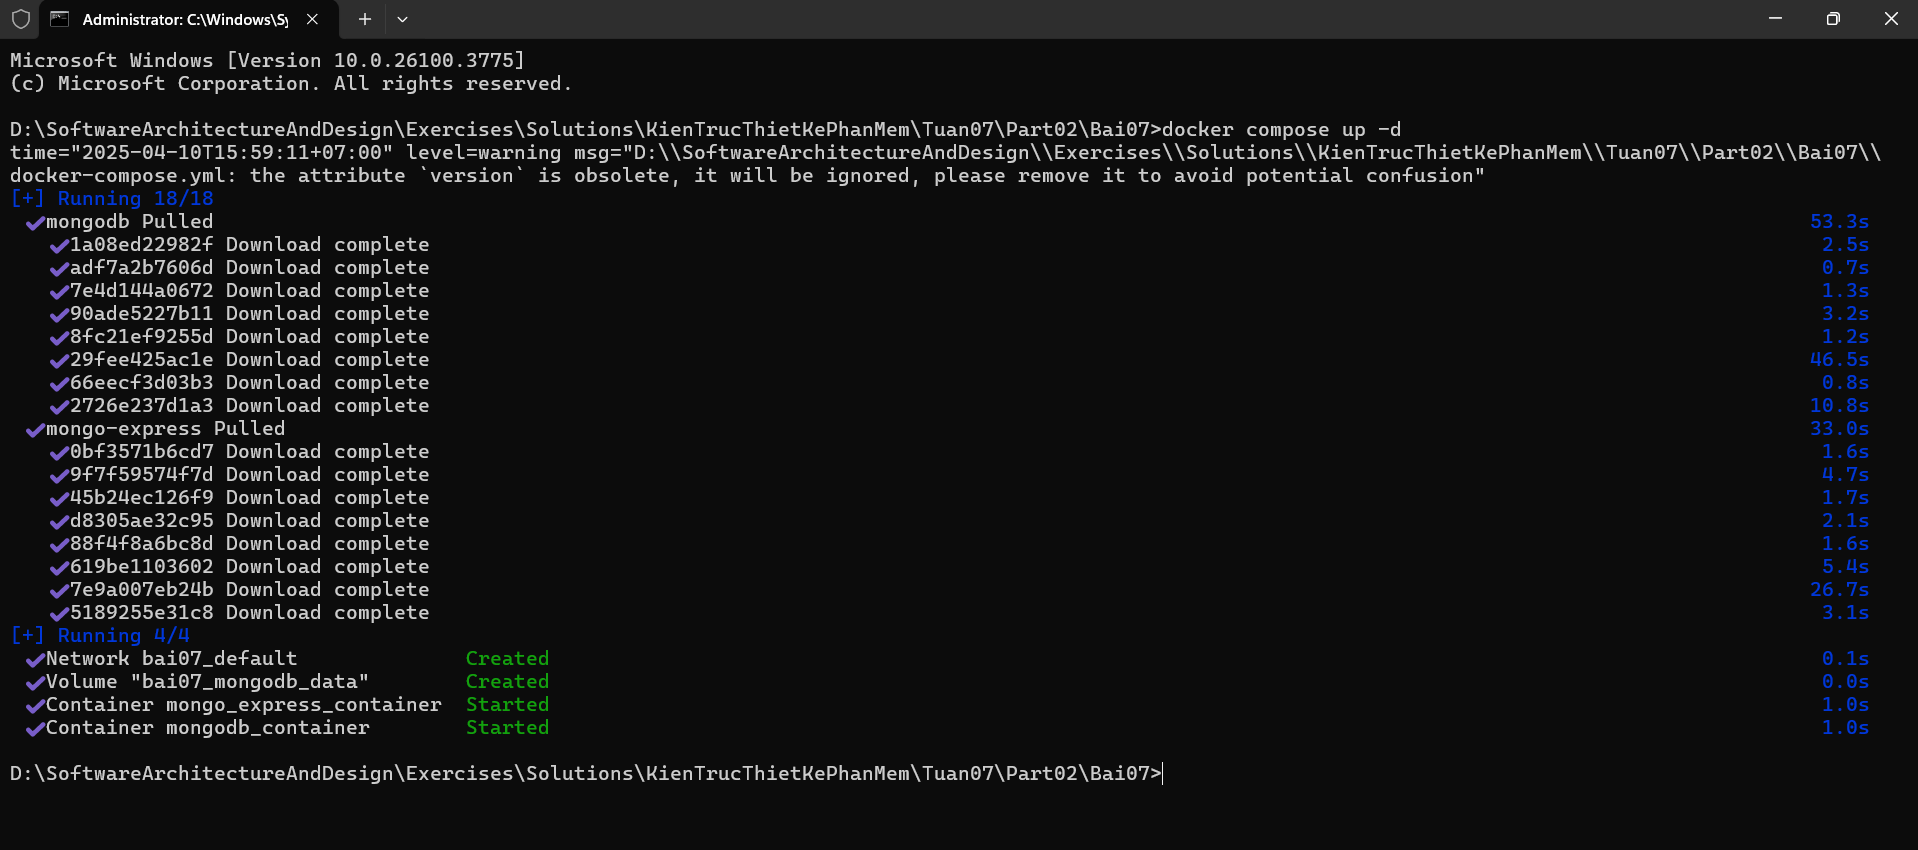 Administrator: C:\Windows\Sy
Microsoft Windows [Version 10.0.26100.3775]
(c) Microsoft Corporation. All rights reserved.
D:\SoftwareArchitectureAndDesign\Exercises\Solutions\KienTrucThietKePhanMem\Tuan07\Part02\Bai07>docker compose up -d
time="2025-04-10T15:59:11+07:00" level=warning msg="D:\\SoftwareArchitectureAndDesign\\Exercises\\Solutions\\KienTrucThietKePhanMem\\Tuan07\\Part02\\Bai07\\
docker-compose.yml: the attribute `version` is obsolete, it will be ignored, please remove it to avoid potential confusion"
[+] Running 18/18
✔mongodb Pulled 53.3s
✔1a08ed22982f Download complete 2.5s
✔adf7a2b7606d Download complete 0.7s
✔7e4d144a0672 Download complete 1.3s
✔90ade5227b11 Download complete 3.2s
✔8fc21ef9255d Download complete 1.2s
✔29fee425ac1e Download complete 46.5s
✔66eecf3d03b3 Download complete 0.8s
✔2726e237d1a3 Download complete 10.8s
✔mongo-express Pulled 33.0s
✔0bf3571b6cd7 Download complete 1.6s
✔9f7f59574f7d Download complete 4.7s
✔45b24ec126f9 Download complete 1.7s
✔d8305ae32c95 Download complete 2.1s
✔88f4f8a6bc8d Download complete 1.6s
✔619be1103602 Download complete 5.4s
✔7e9a007eb24b Download complete 26.7s
✔5189255e31c8 Download complete 3.1s
[+] Running 4/4
✔Network bai07_default Created 0.1s
✔Volume "bai07_mongodb_data" Created 0.0s
✔Container mongo_express_container Started 1.0s
✔Container mongodb_container Started 1.0s
D:\SoftwareArchitectureAndDesign\Exercises\Solutions\KienTrucThietKePhanMem\Tuan07\Part02\Bai07>